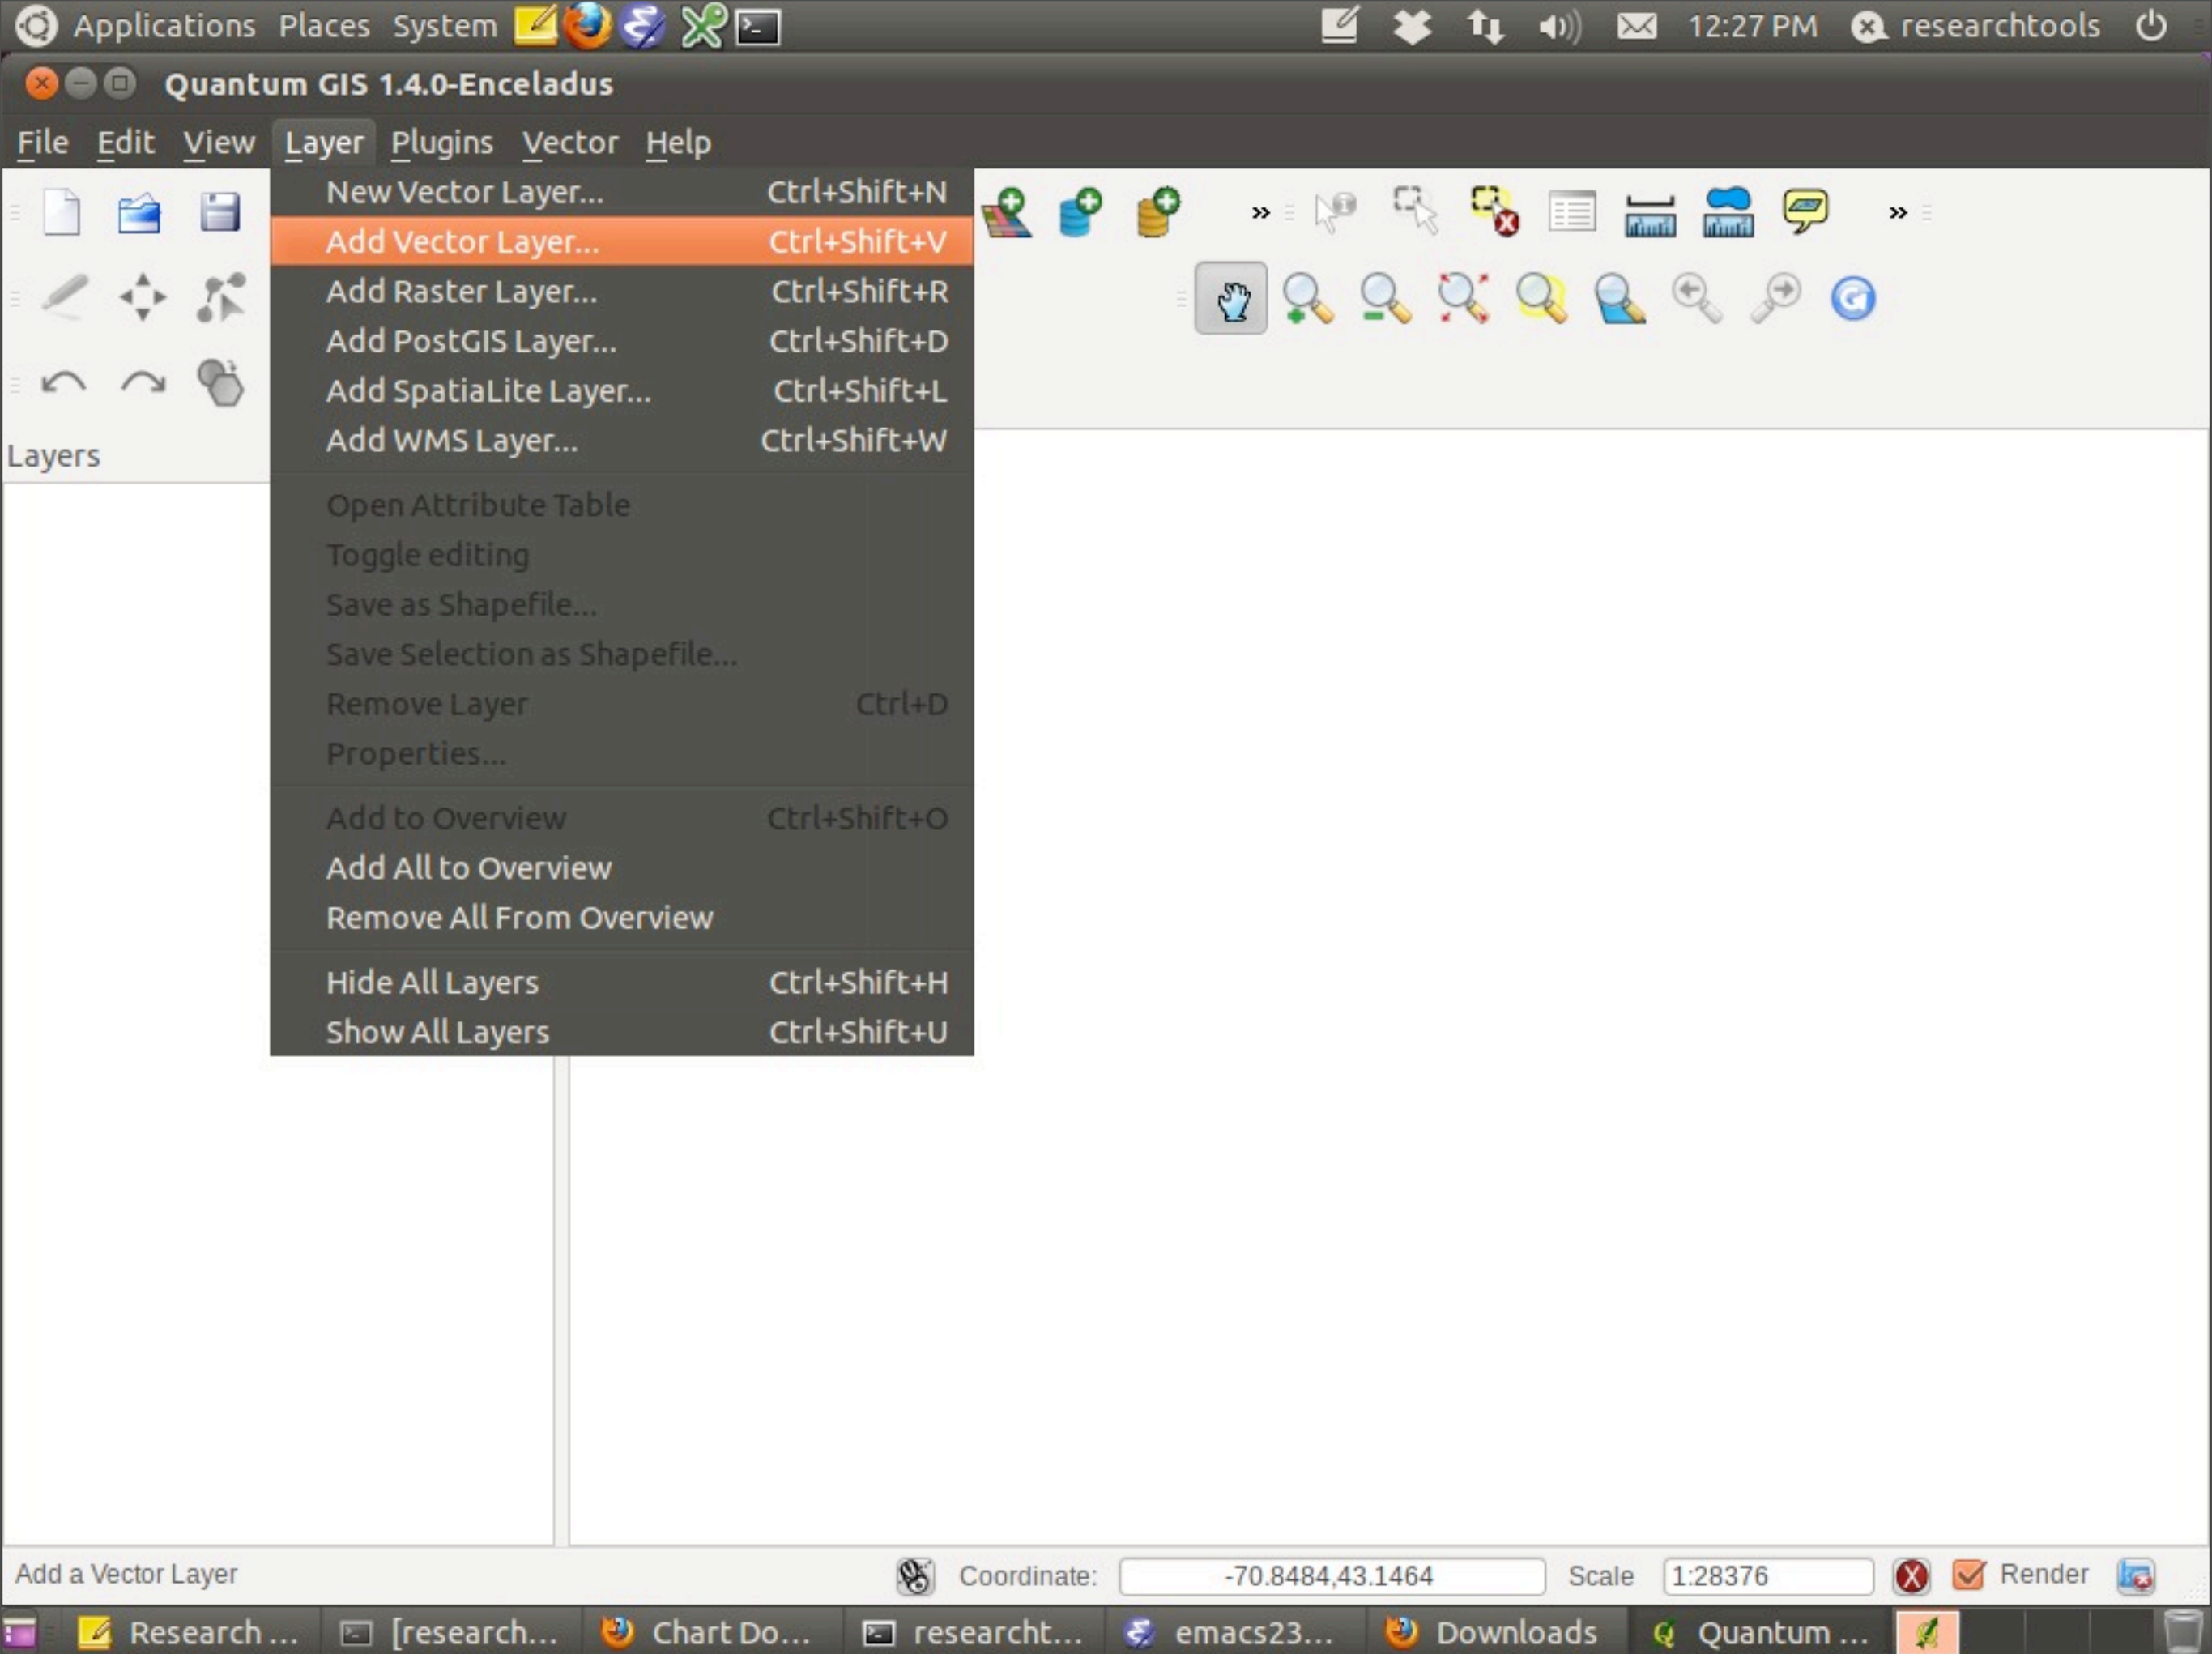 Applications Places System 12:27 PM researchtools
Quantum GIS 1.4.0-Enceladus
File Edit View Layer Plugins Vector Help
New Vector Layer... Ctrl+Shift+N
Add Vector Layer... Ctrl+Shift+V
Add Raster Layer... Ctrl+Shift+R
Add PostGIS Layer... Ctrl+Shift+D
Add SpatiaLite Layer... Ctrl+Shift+L
Add WMS Layer... Ctrl+Shift+W
Layers
Open Attribute Table
Toggle editing
Save as Shapefile...
Save Selection as Shapefile...
Remove Layer Ctrl+D
Properties...
Add to Overview Ctrl+Shift+O
Add All to Overview
Remove All From Overview
Hide All Layers Ctrl+Shift+H
Show All Layers Ctrl+Shift+U
Add a Vector Layer Coordinate: -70.8484,43.1464 Scale 1:28376 Render
Research ... [research... Chart Do... researcht... emacs23... Downloads Quantum ...